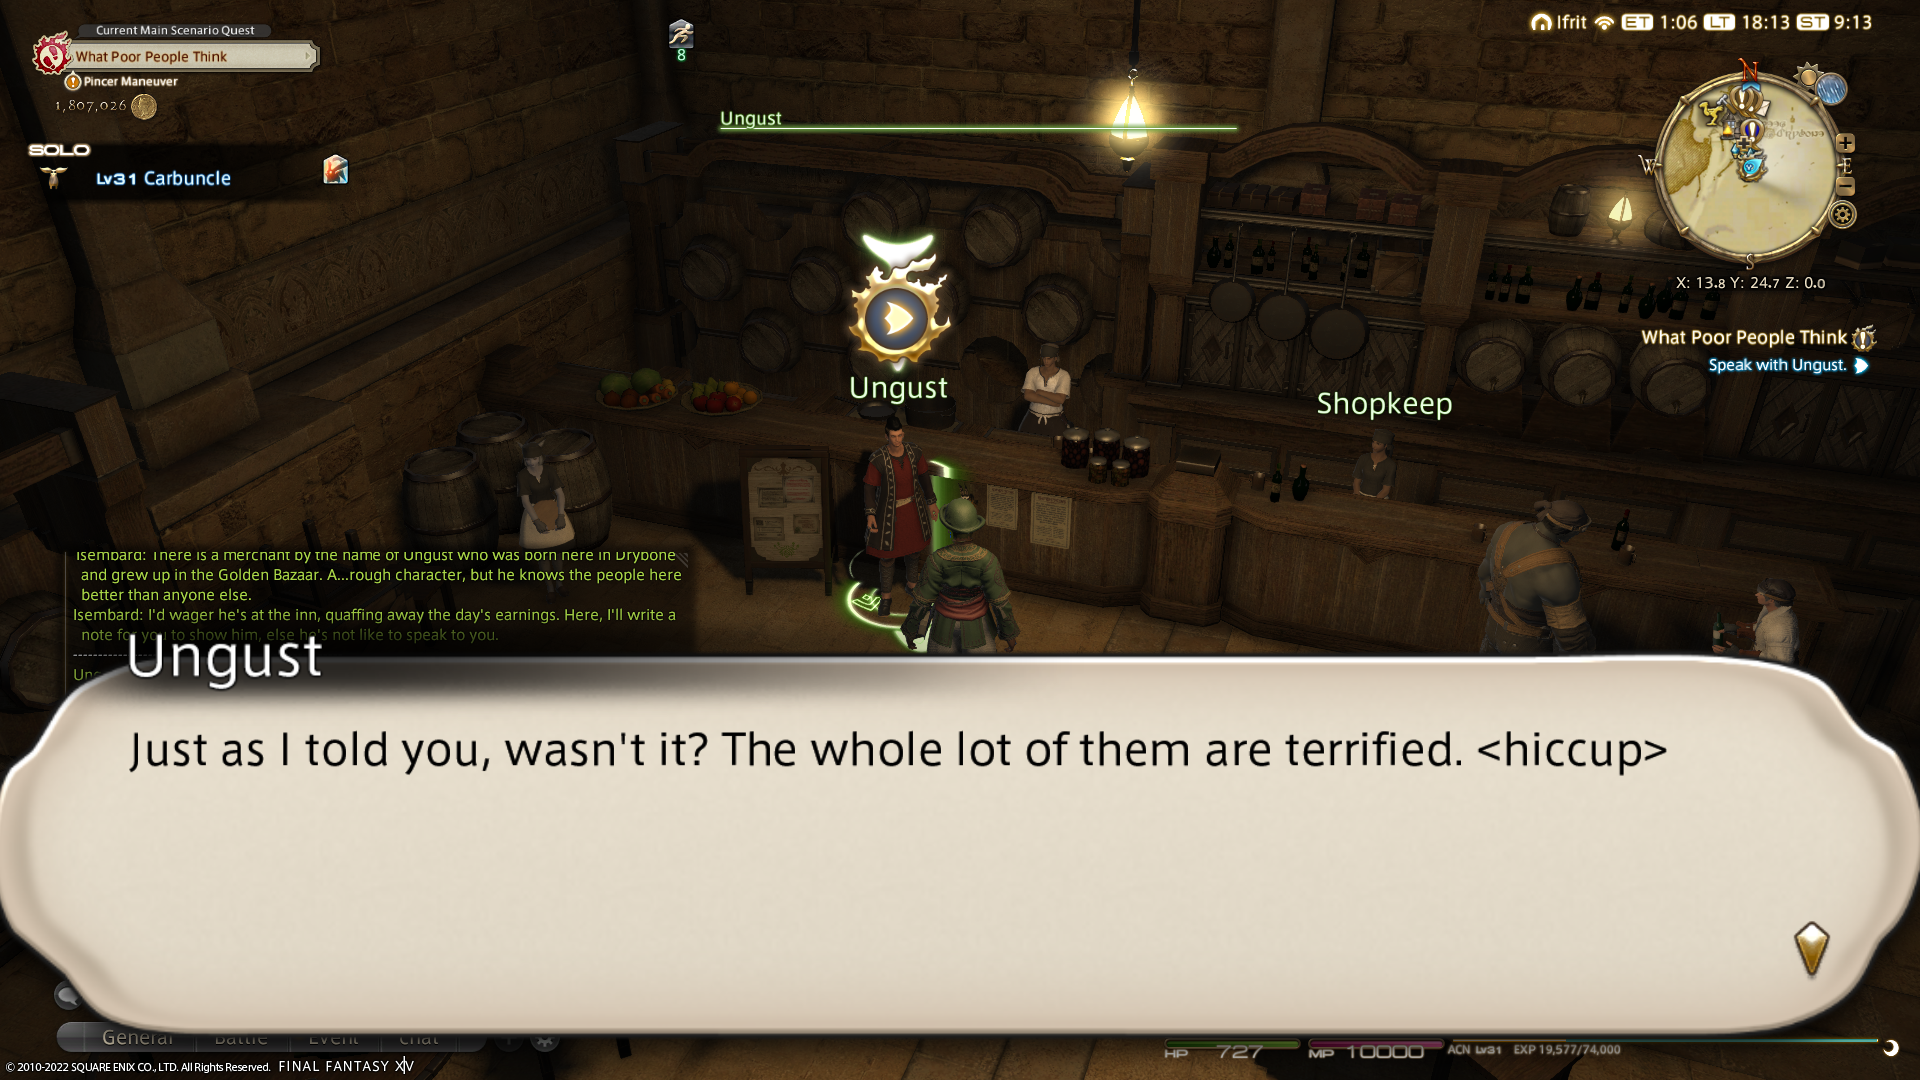 Current Main Scenario Quest
What Poor People Think
Pincer Maneuver
1,807,026
SOLO
Lv31 Carbuncle
8
Ungust
Ifrit ET 1:06 LT 18:13 ST 9:13
N
W
E
S
X: 13.8 Y: 24.7 Z: 0.0
What Poor People Think
Speak with Ungust.
Ungust
Shopkeep
Isembard: There is a merchant by the name of Ungust who was born here in Drybone
and grew up in the Golden Bazaar. A...rough character, but he knows the people here
better than anyone else.
Isembard: I'd wager he's at the inn, quaffing away the day's earnings. Here, I'll write a
note for you to show him, else he's not like to speak to you.
Ungust
Just as I told you, wasn't it? The whole lot of them are terrified. <hiccup>
General Battle Event Chat
HP 727 MP 10000 ACN Lv31 EXP 19,577/74,000
© 2010-2022 SQUARE ENIX CO., LTD. All Rights Reserved. FINAL FANTASY XIV